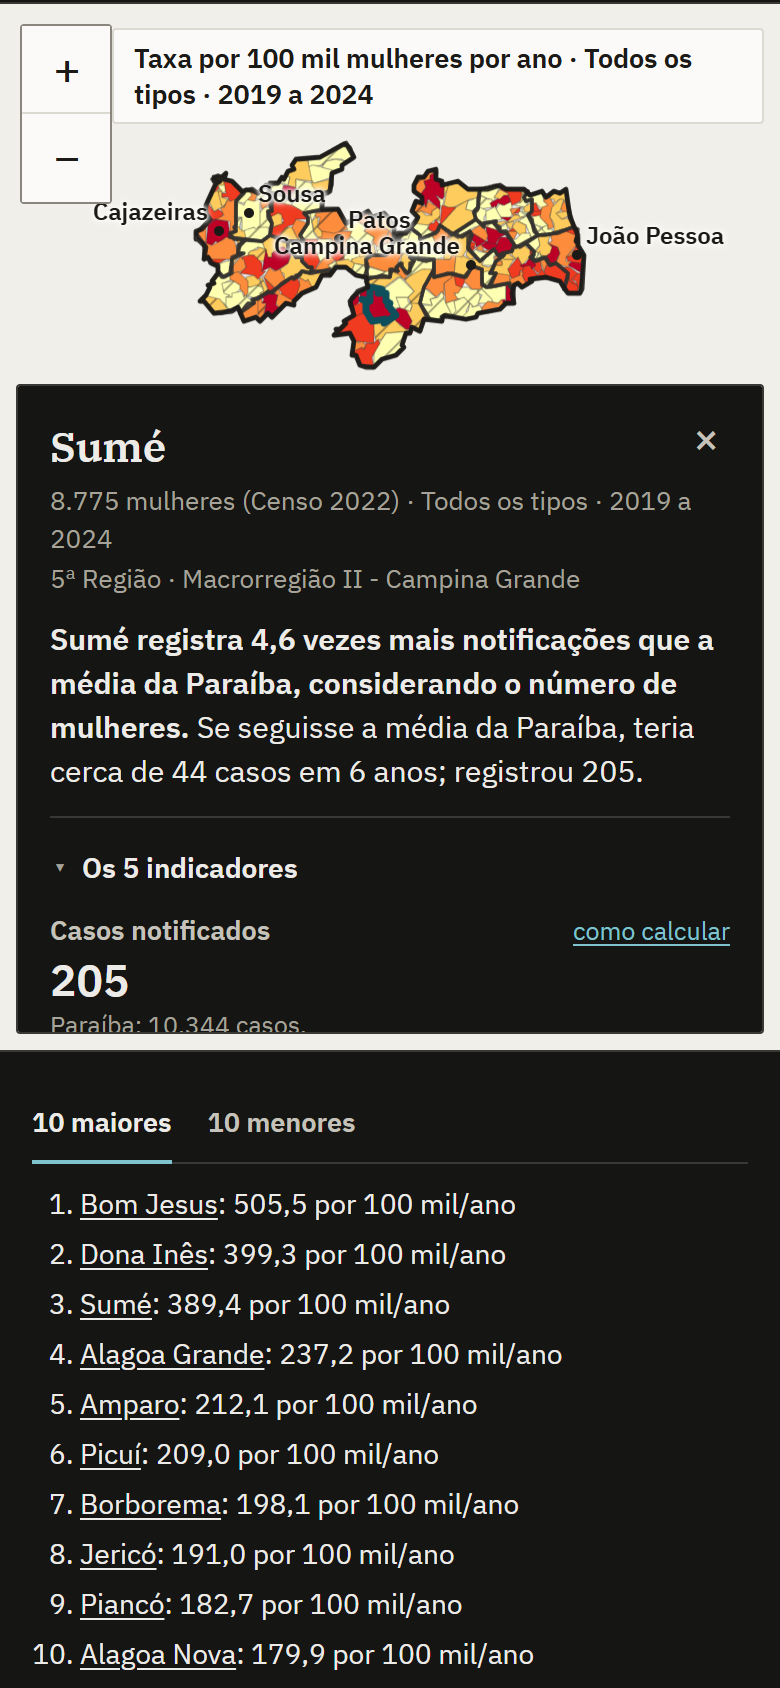 +
−
Taxa por 100 mil mulheres por ano · Todos os
tipos · 2019 a 2024
Sousa
Cajazeiras
Patos
Campina Grande
João Pessoa
Sumé
×
8.775 mulheres (Censo 2022) · Todos os tipos · 2019 a
2024
5ª Região · Macrorregião II - Campina Grande
Sumé registra 4,6 vezes mais notificações que a
média da Paraíba, considerando o número de
mulheres. Se seguisse a média da Paraíba, teria
cerca de 44 casos em 6 anos; registrou 205.
▼ Os 5 indicadores
Casos notificados como calcular
205
Paraíba: 10.344 casos.
10 maiores 10 menores
1. Bom Jesus: 505,5 por 100 mil/ano
2. Dona Inês: 399,3 por 100 mil/ano
3. Sumé: 389,4 por 100 mil/ano
4. Alagoa Grande: 237,2 por 100 mil/ano
5. Amparo: 212,1 por 100 mil/ano
6. Picuí: 209,0 por 100 mil/ano
7. Borborema: 198,1 por 100 mil/ano
8. Jericó: 191,0 por 100 mil/ano
9. Piancó: 182,7 por 100 mil/ano
10. Alagoa Nova: 179,9 por 100 mil/ano